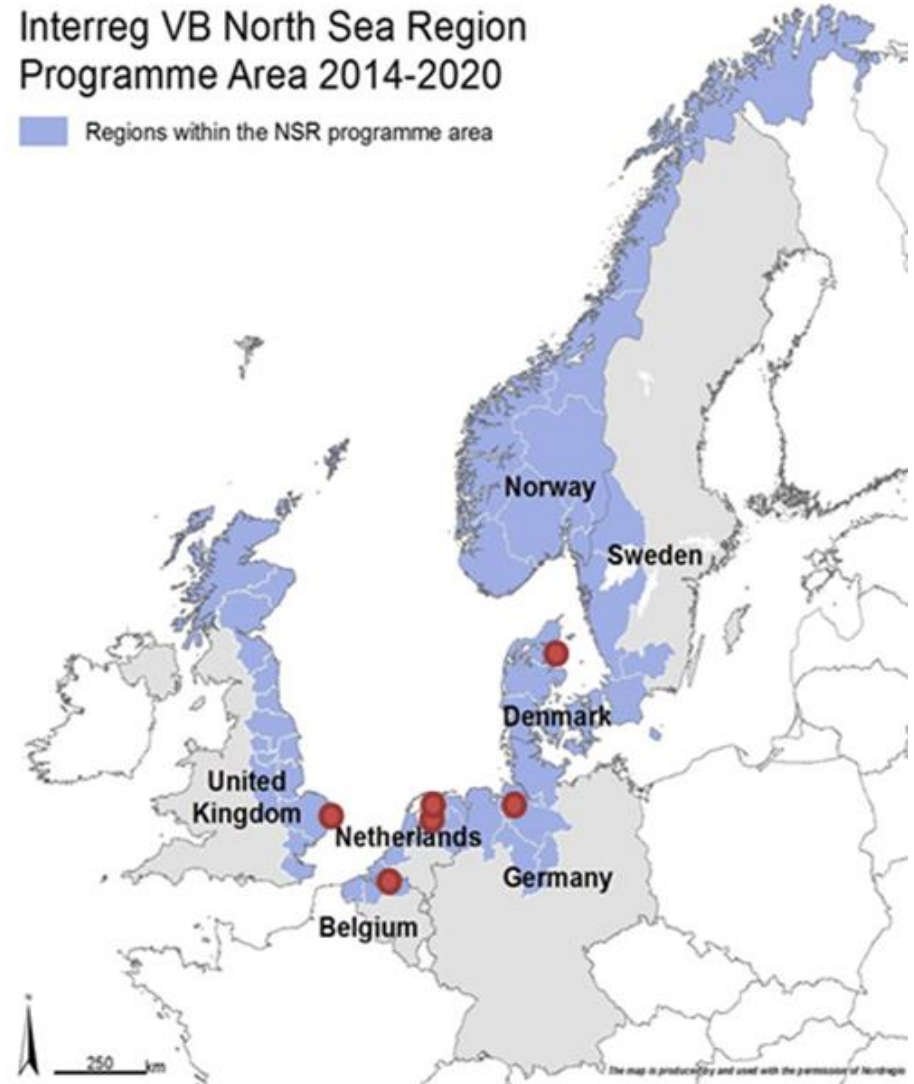 Interreg VB North Sea Region
Programme Area 2014-2020
Regions within the NSR programme area
Norway
Sweden
Denmark
United
Kingdom
Netherlands
Germany
Belgium
250 km
The map is produced by and used with the permission of Nordregio